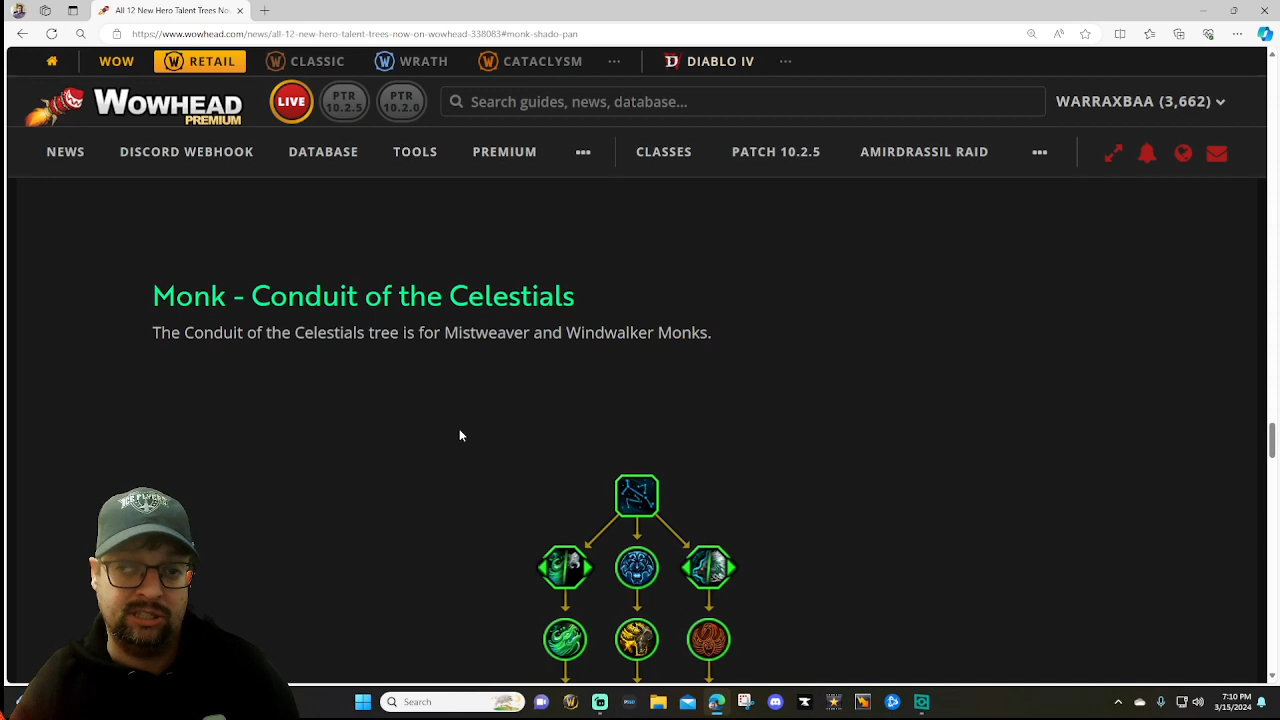 All 12 New Hero Talent Trees No
https://www.wowhead.com/news/all-12-new-hero-talent-trees-now-on-wowhead-338083#monk-shado-pan
WOW
RETAIL
CLASSIC
WRATH
CATACLYSM
DIABLO IV
WOWHEAD
PREMIUM
LIVE
PTR
10.2.5
PTR
10.2.0
Search guides, news, database...
WARRAXBAA (3,662)
NEWS
DISCORD WEBHOOK
DATABASE
TOOLS
PREMIUM
CLASSES
PATCH 10.2.5
AMIRDRASSIL RAID
Monk - Conduit of the Celestials
The Conduit of the Celestials tree is for Mistweaver and Windwalker Monks.
ICE FLYERS
Search
7:10 PM
3/15/2024